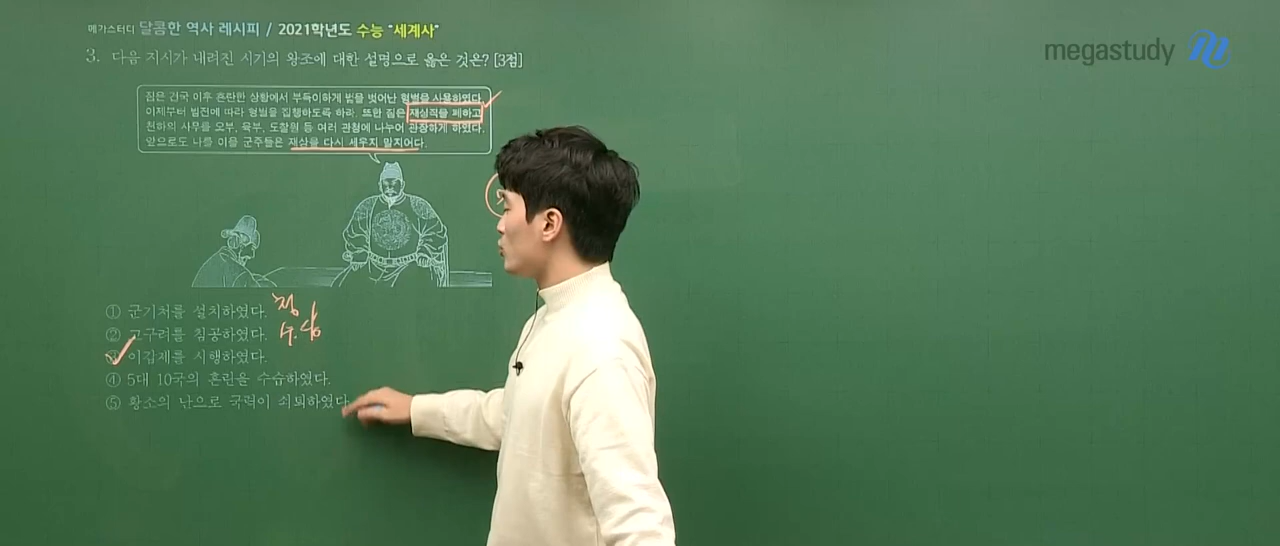 메가스터디 달콤한 역사 레시피 / 2021학년도 수능 "세계사"
megastudy
3. 다음 지시가 내려진 시기의 왕조에 대한 설명으로 옳은 것은? [3점]
짐은 건국 이후 혼란한 상황에서 부득이하게 법을 벗어난 형벌을 사용하였다.
이제부터 법전에 따라 형벌을 집행하도록 하라. 또한 짐은 재상직을 폐하고
천하의 사무를 오부, 육부, 도찰원 등 여러 관청에 나누어 관장하게 하였다.
앞으로도 나를 이을 군주들은 재상을 다시 세우지 말지어다.
① 군기처를 설치하였다. 청
② 고구려를 침공하였다. 수·당
③ 이갑제를 시행하였다.
④ 5대 10국의 혼란을 수습하였다.
⑤ 황소의 난으로 국력이 쇠퇴하였다.